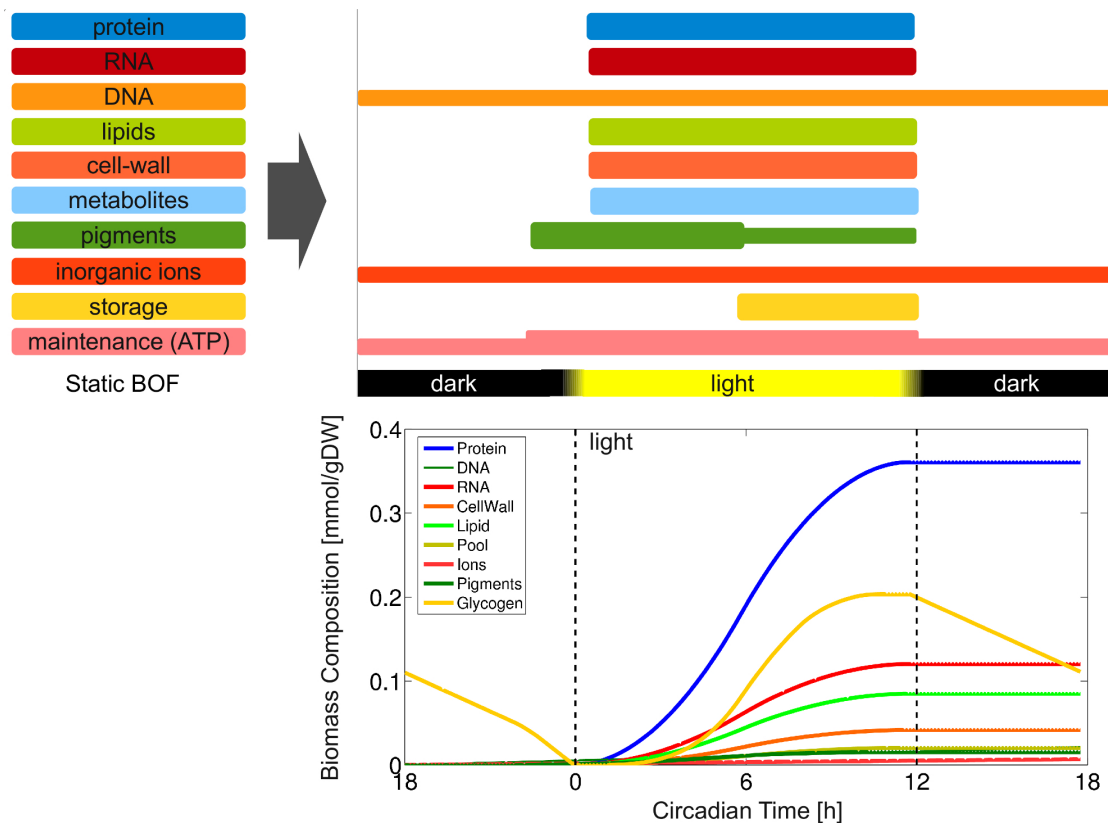 protein
RNA
DNA
lipids
cell-wall
metabolites
pigments
inorganic ions
storage
maintenance (ATP)
Static BOF
dark light dark
light
0.4
0.3
0.2
0.1
0
Biomass Composition [mmol/gDW]
Protein
DNA
RNA
CellWall
Lipid
Pool
Ions
Pigments
Glycogen
18 0 6 12 18
Circadian Time [h]